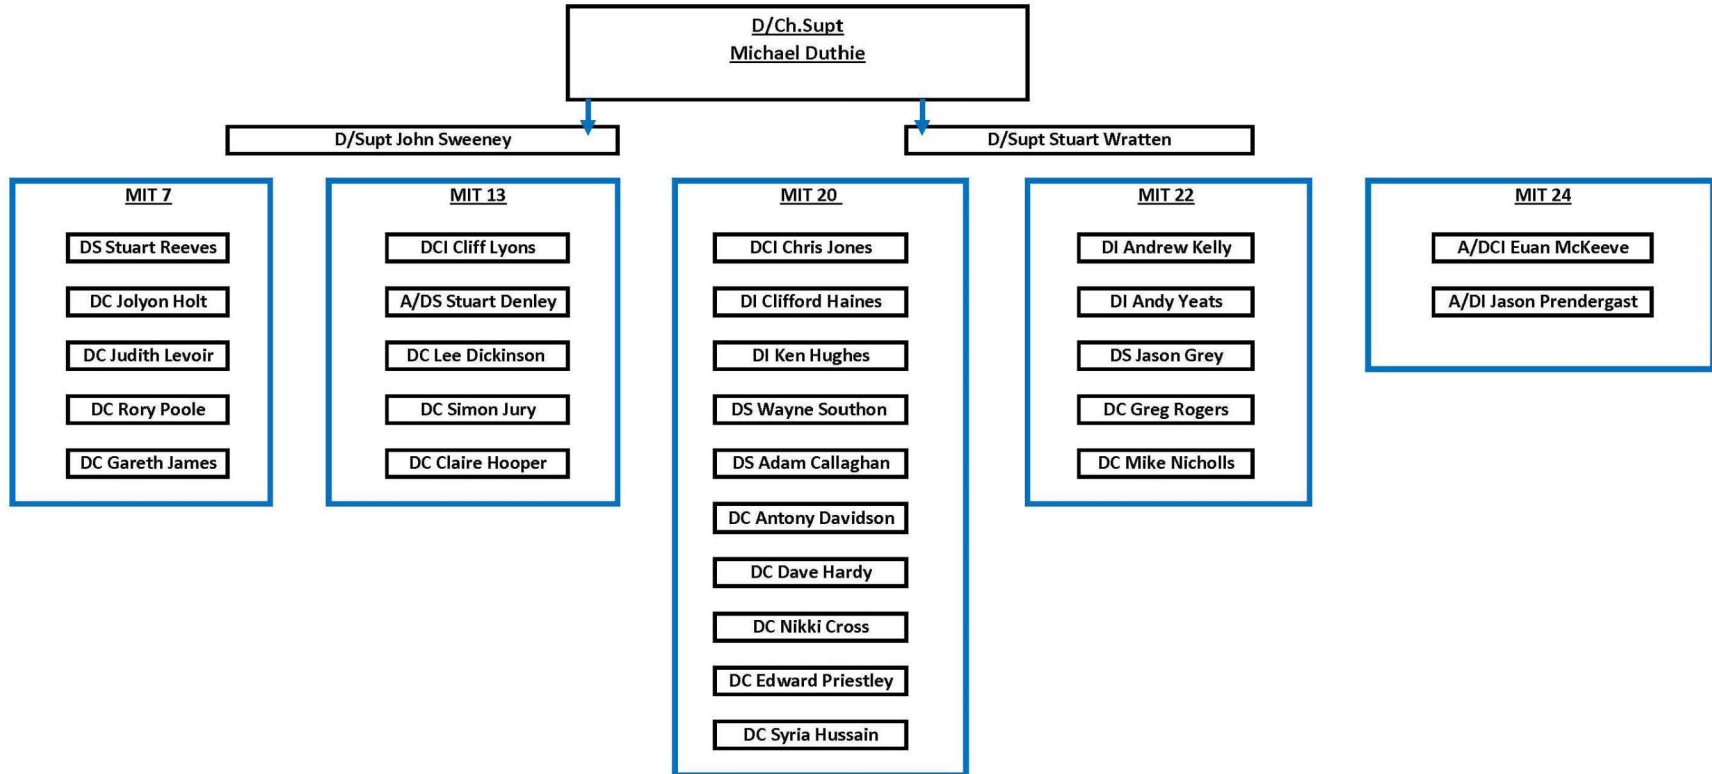 D/Ch.Supt
Michael Duthie
D/Supt John Sweeney
D/Supt Stuart Wratten
MIT 7
DS Stuart Reeves
DC Jolyon Holt
DC Judith Levoir
DC Rory Poole
DC Gareth James
MIT 13
DCI Cliff Lyons
A/DS Stuart Denley
DC Lee Dickinson
DC Simon Jury
DC Claire Hooper
MIT 20
DCI Chris Jones
DI Clifford Haines
DI Ken Hughes
DS Wayne Southon
DS Adam Callaghan
DC Antony Davidson
DC Dave Hardy
DC Nikki Cross
DC Edward Priestley
DC Syria Hussain
MIT 22
DI Andrew Kelly
DI Andy Yeats
DS Jason Grey
DC Greg Rogers
DC Mike Nicholls
MIT 24
A/DCI Euan McKeeve
A/DI Jason Prendergast